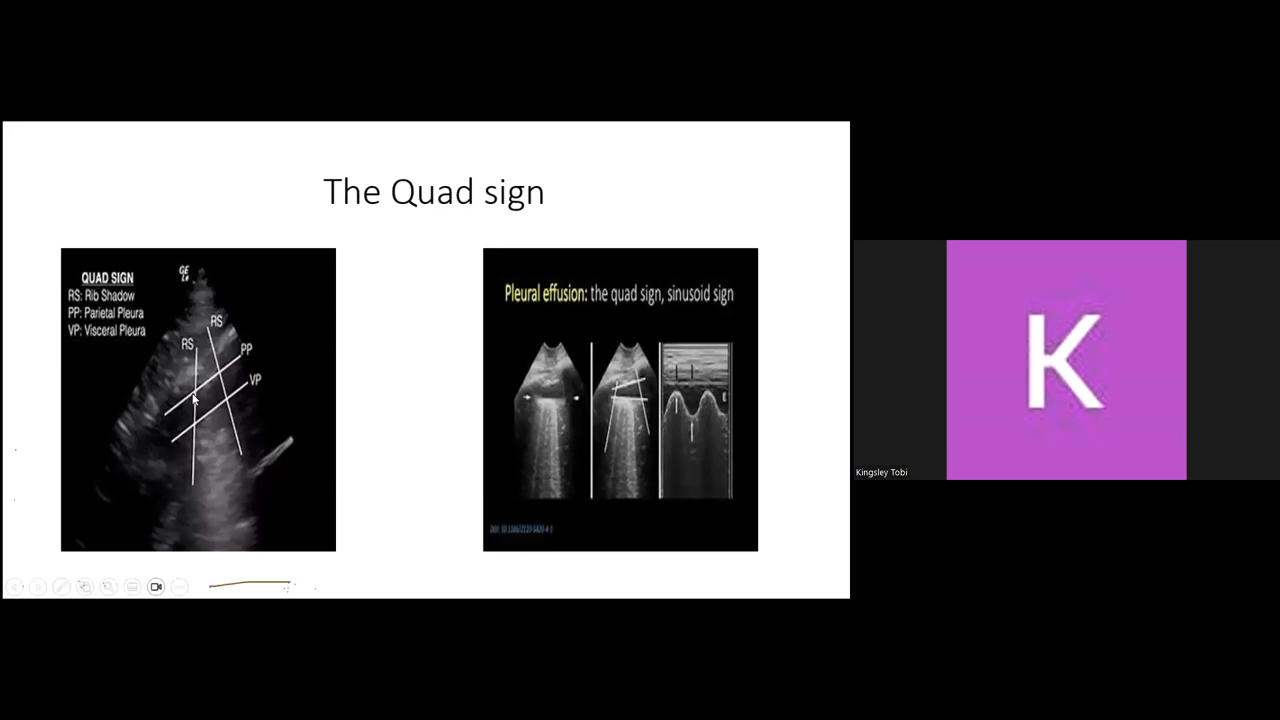 The Quad sign
QUAD SIGN
RS: Rib Shadow
PP: Parietal Pleura
VP: Visceral Pleura
GE
RS
RS
PP
VP
Pleural effusion: the quad sign, sinusoid sign
E
K
Kingsley Tobi